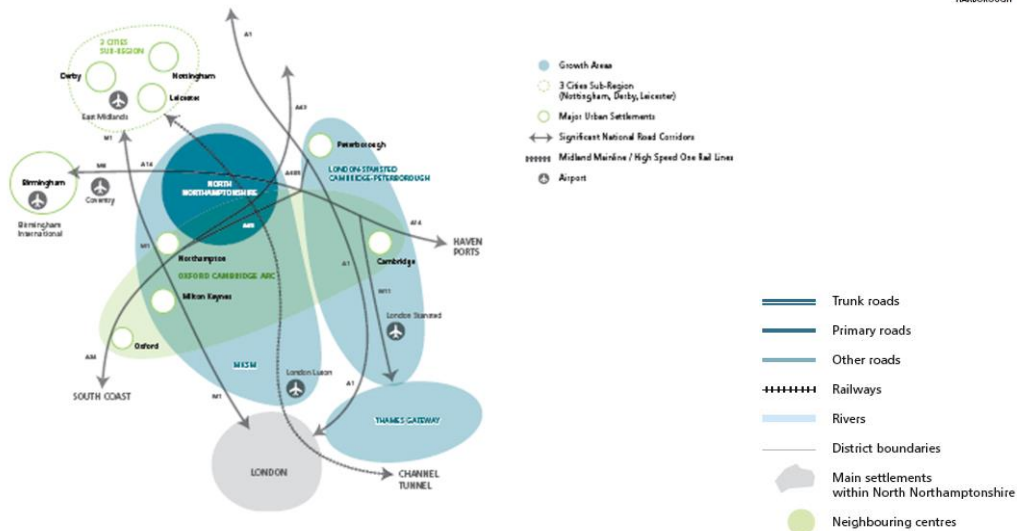 3 CITIES
SUB-REGION
Derby
Nottingham
Leicester
East Midlands
A1
A47
M1
M6
A14
Birmingham
Coventry
Birmingham
International
NORTH
NORTHAMPTONSHIRE
Peterborough
LONDON-STANSTED
CAMBRIDGE-PETERBOROUGH
A14
HAVEN
PORTS
M1
Northampton
Cambridge
OXFORD CAMBRIDGE ARC
A1
M11
Milton Keynes
London Stansted
Oxford
A34
MKSM
London Luton
A1
SOUTH COAST
M1
THAMES GATEWAY
LONDON
CHANNEL
TUNNEL
Growth Areas
3 Cities Sub-Region
(Nottingham, Derby, Leicester)
Major Urban Settlements
Significant National Road Corridors
Midland Mainline / High Speed One Rail Lines
Airport
Trunk roads
Primary roads
Other roads
Railways
Rivers
District boundaries
Main settlements
within North Northamptonshire
Neighbouring centres